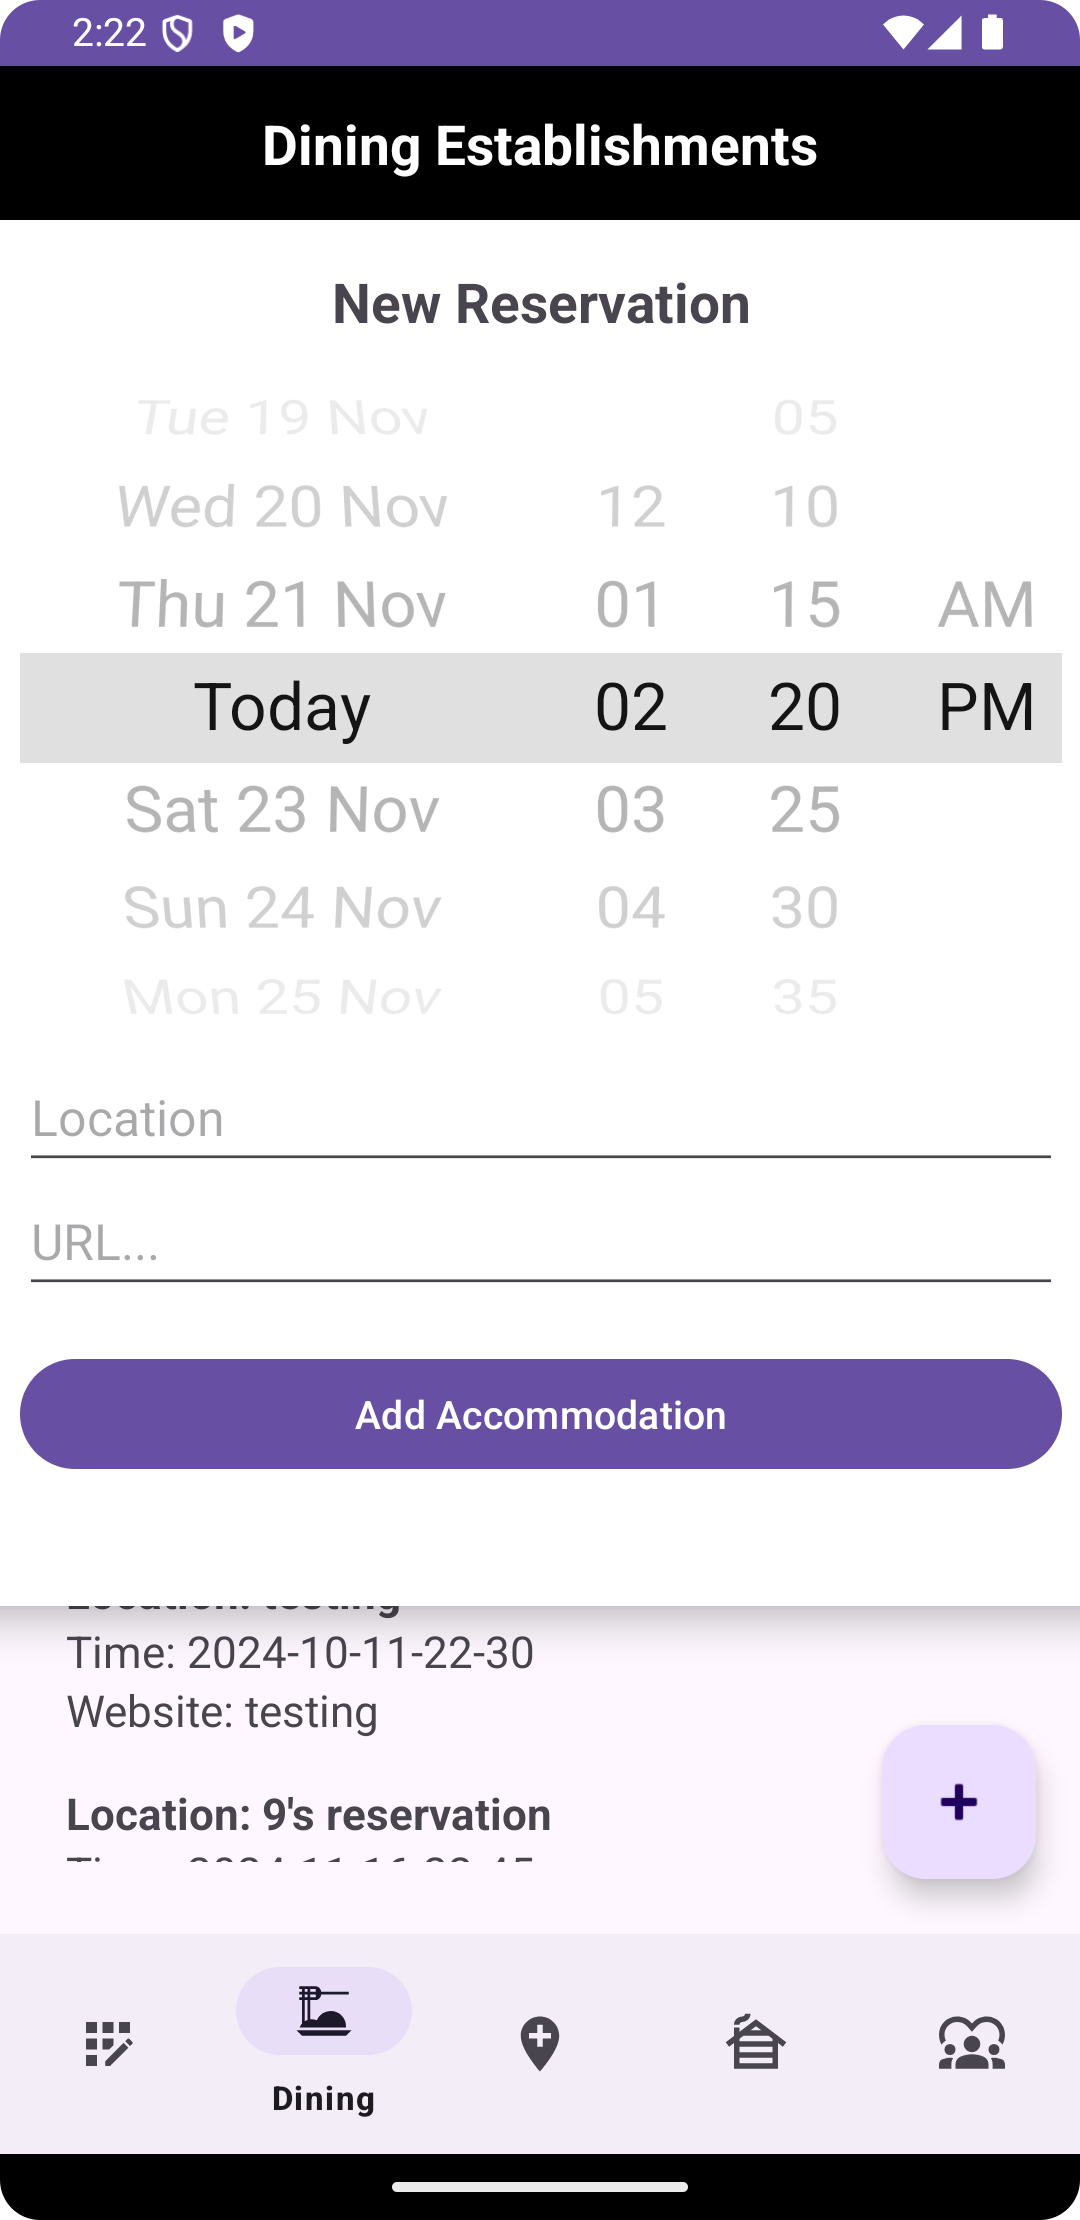 2:22
Dining Establishments
New Reservation
Tue 19 Nov 05
Wed 20 Nov 12 10
Thu 21 Nov 01 15 AM
Today 02 20 PM
Sat 23 Nov 03 25
Sun 24 Nov 04 30
Mon 25 Nov 05 35
Location
URL...
Add Accommodation
Location: testing
Time: 2024-10-11-22-30
Website: testing
Location: 9's reservation
Dining